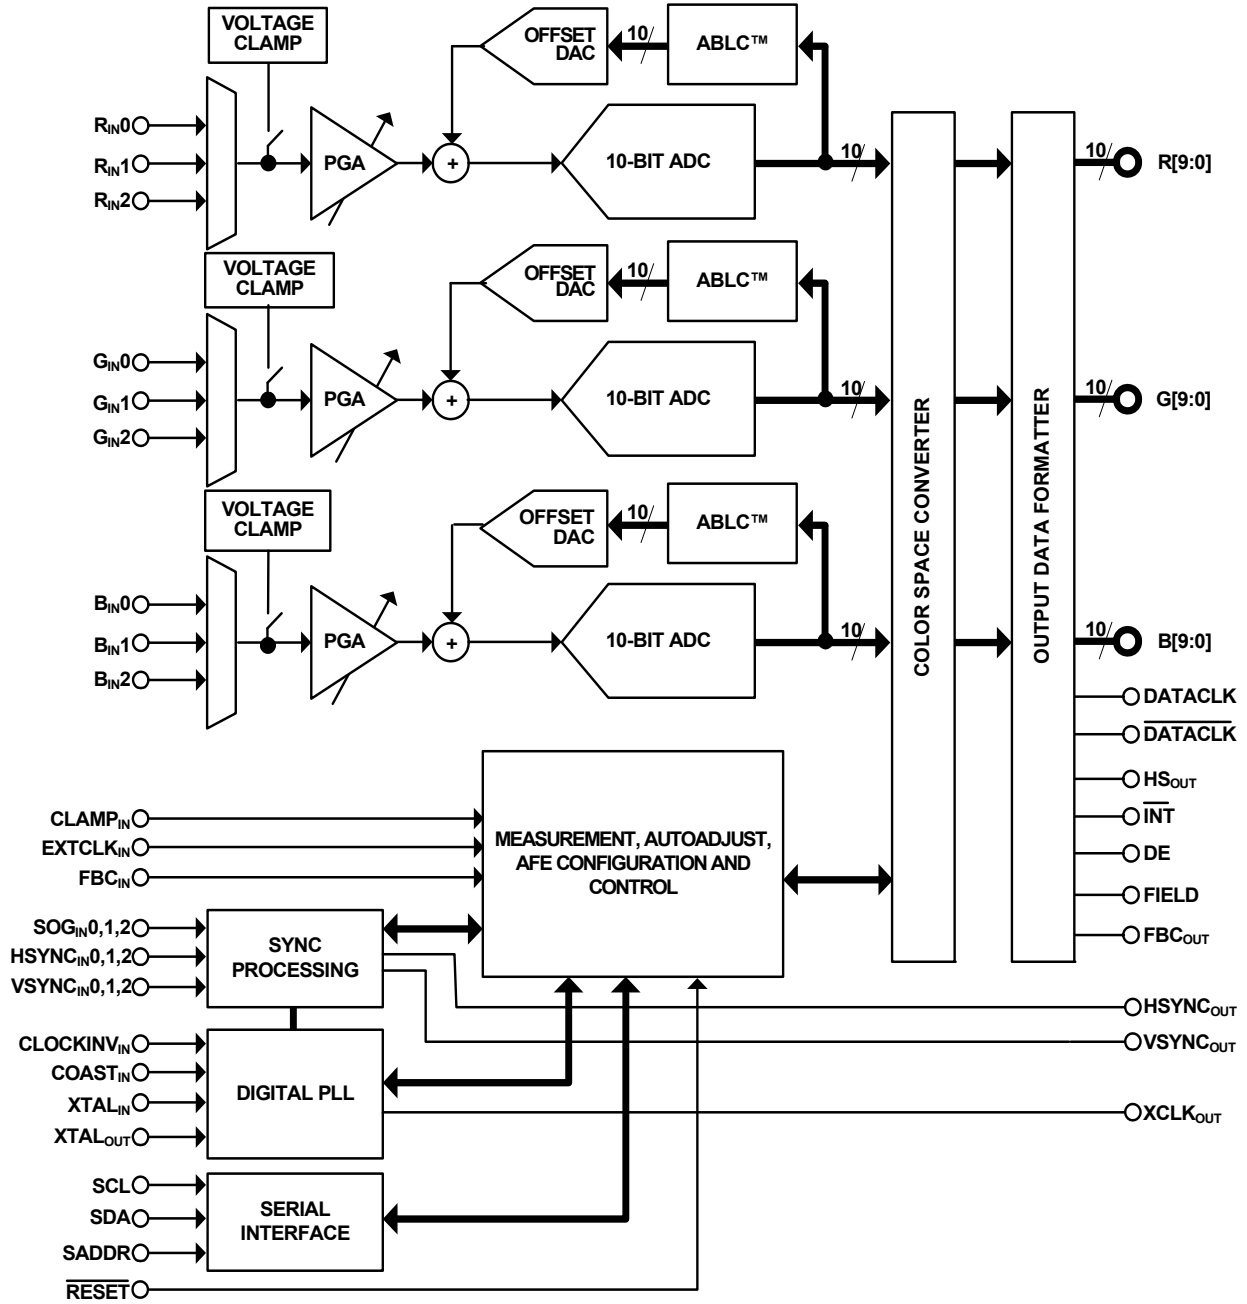 VOLTAGE
CLAMP
OFFSET
DAC
10
ABLC™
RIN0
RIN1
RIN2
PGA
+
10-BIT ADC
10
10
R[9:0]
VOLTAGE
CLAMP
OFFSET
DAC
10
ABLC™
GIN0
GIN1
GIN2
PGA
+
10-BIT ADC
10
10
G[9:0]
VOLTAGE
CLAMP
OFFSET
DAC
10
ABLC™
BIN0
BIN1
BIN2
PGA
+
10-BIT ADC
10
10
B[9:0]
COLOR SPACE CONVERTER
OUTPUT DATA FORMATTER
DATACLK
DATACLK
HSOUT
INT
DE
FIELD
FBCOUT
CLAMPIN
EXTCLKIN
FBCIN
MEASUREMENT, AUTOADJUST,
AFE CONFIGURATION AND
CONTROL
SOGIN0,1,2
HSYNCIN0,1,2
VSYNCIN0,1,2
SYNC
PROCESSING
HSYNCOUT
VSYNCOUT
CLOCKINVIN
COASTIN
XTALIN
XTALOUT
DIGITAL PLL
XCLKOUT
SCL
SDA
SADDR
SERIAL
INTERFACE
RESET